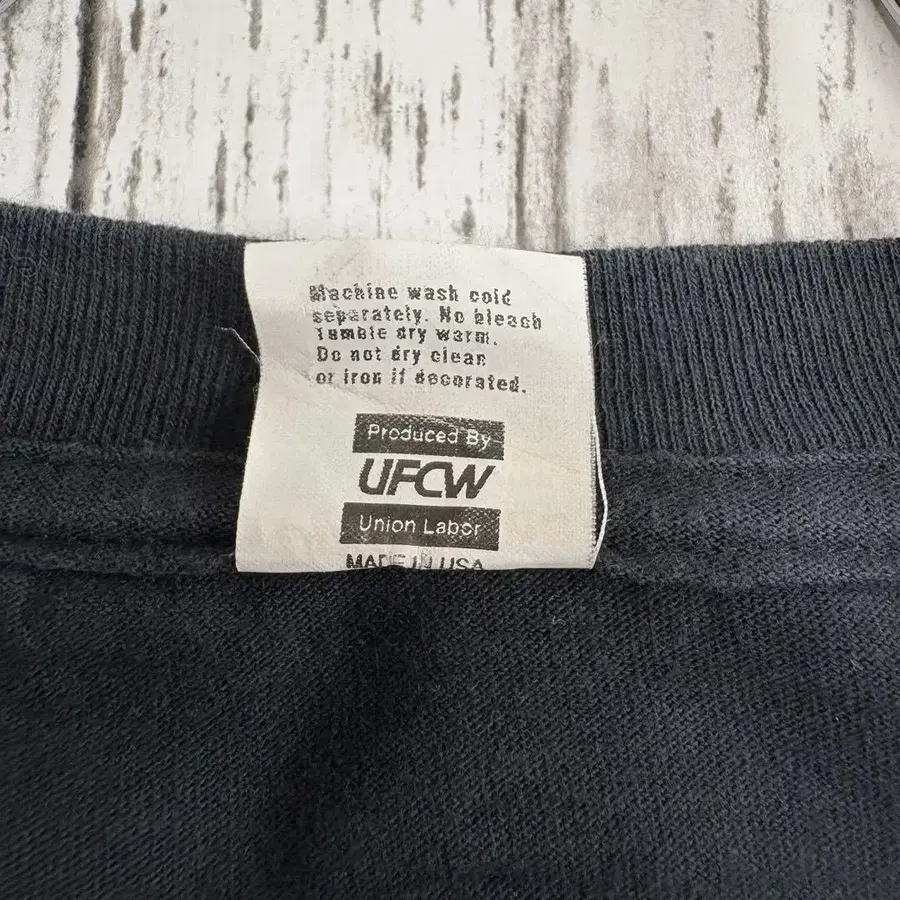 Machine wash cold
separately. No bleach
Tumble dry warm.
Do not dry clean
or iron if decorated.
Produced By
UFCW
Union Labor
MADE IN USA